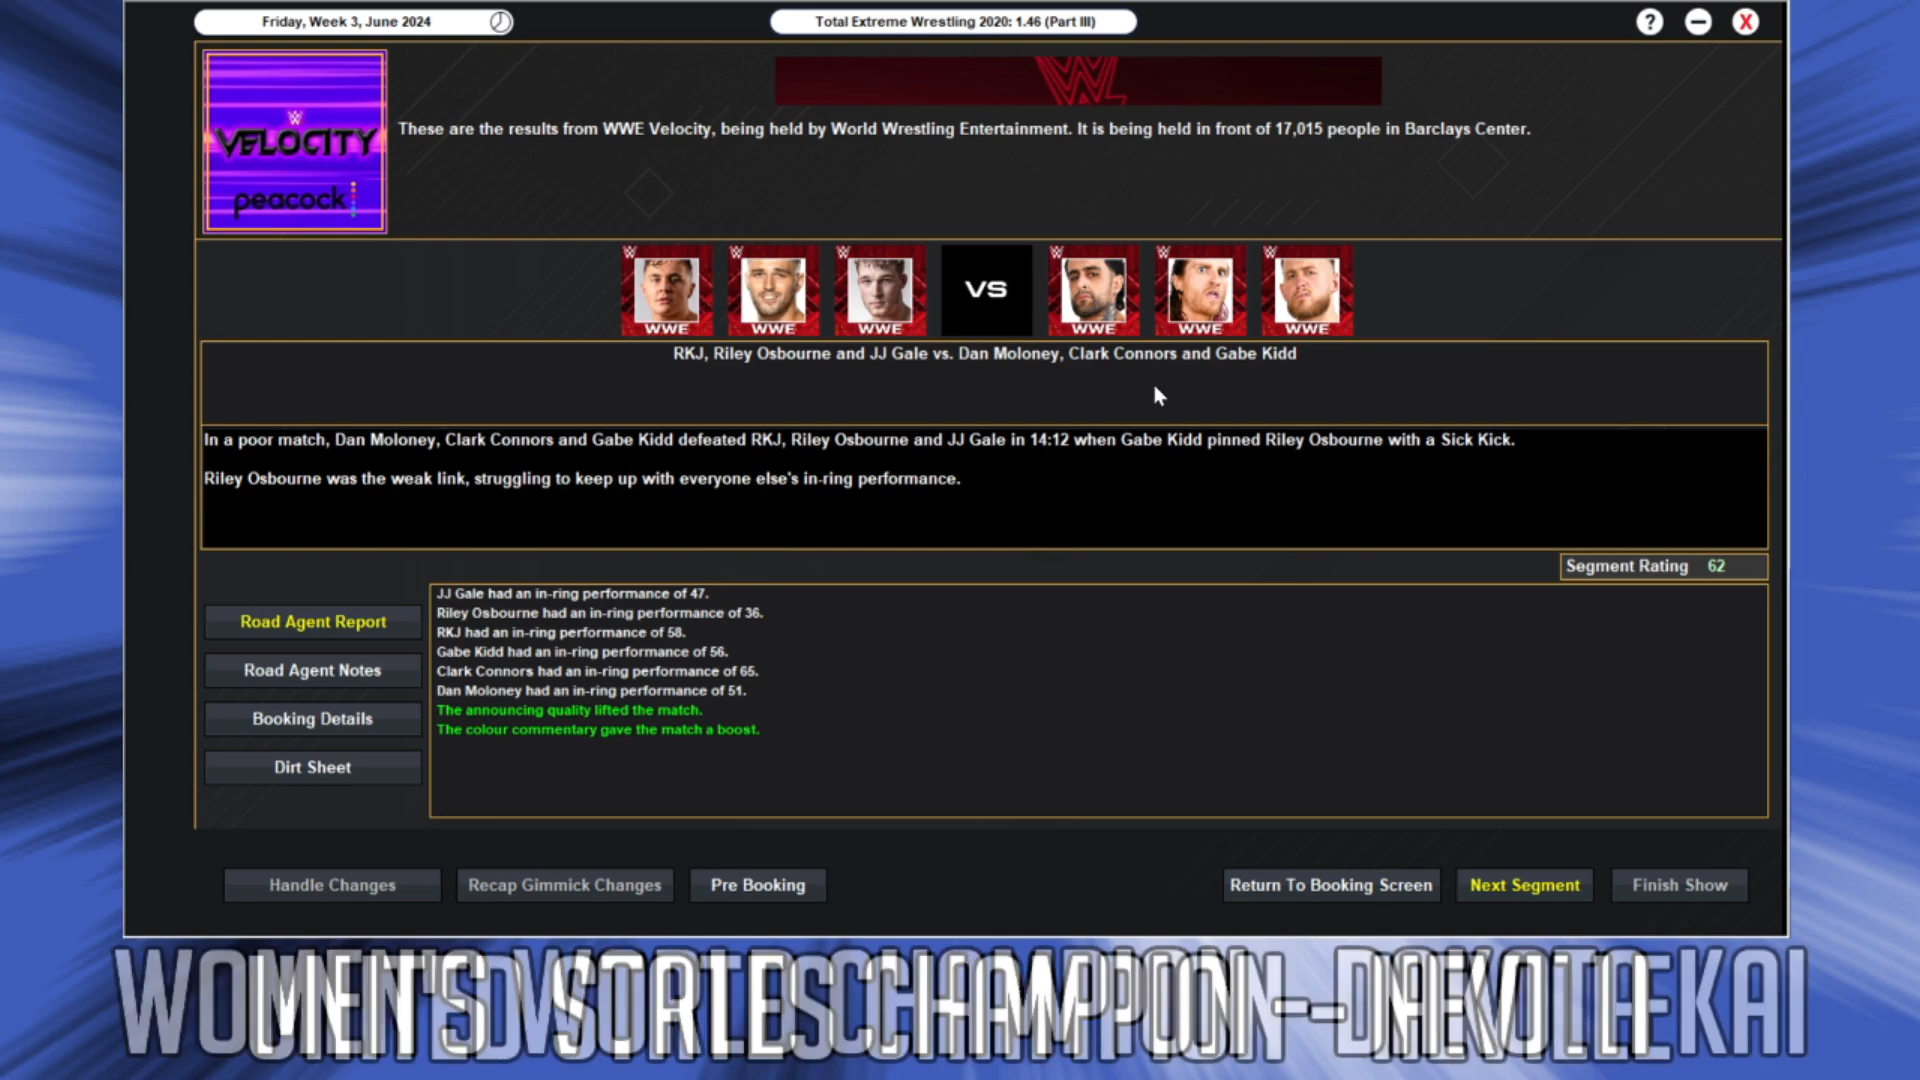 Friday, Week 3, June 2024
Total Extreme Wrestling 2020: 1.46 (Part III)
?
X
VELOCITY
peacock
These are the results from WWE Velocity, being held by World Wrestling Entertainment. It is being held in front of 17,015 people in Barclays Center.
WWE WWE WWE VS WWE WWE WWE
RKJ, Riley Osbourne and JJ Gale vs. Dan Moloney, Clark Connors and Gabe Kidd
In a poor match, Dan Moloney, Clark Connors and Gabe Kidd defeated RKJ, Riley Osbourne and JJ Gale in 14:12 when Gabe Kidd pinned Riley Osbourne with a Sick Kick.
Riley Osbourne was the weak link, struggling to keep up with everyone else's in-ring performance.
Segment Rating 62
Road Agent Report
Road Agent Notes
Booking Details
Dirt Sheet
JJ Gale had an in-ring performance of 47.
Riley Osbourne had an in-ring performance of 36.
RKJ had an in-ring performance of 58.
Gabe Kidd had an in-ring performance of 56.
Clark Connors had an in-ring performance of 65.
Dan Moloney had an in-ring performance of 51.
The announcing quality lifted the match.
The colour commentary gave the match a boost.
Handle Changes
Recap Gimmick Changes
Pre Booking
Return To Booking Screen
Next Segment
Finish Show